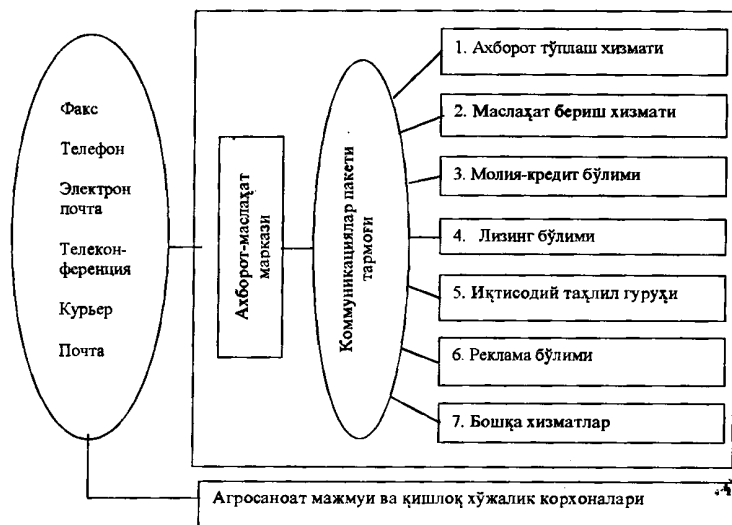 Факс
Телефон
Электрон
почта
Телекон-
ференция
Курьер
Почта
Ахборот-маслаҳат
маркази
Коммуникациялар пакети
тармоғи
1. Ахборот тўплаш хизмати
2. Маслаҳат бериш хизмати
3. Молия-кредит бўлими
4. Лизинг бўлими
5. Иқтисодий таҳлил гуруҳи
6. Реклама бўлими
7. Бошқа хизматлар
Агросаноат мажмуи ва қишлоқ хўжалик корхоналари